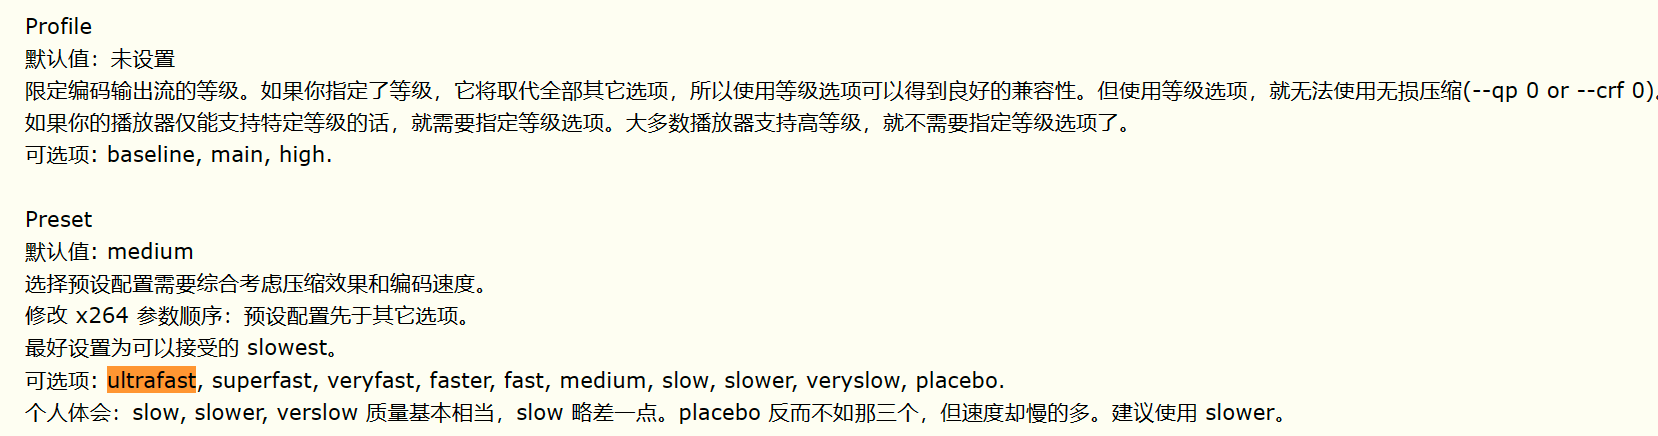 Profile
默认值：未设置
限定编码输出流的等级。如果你指定了等级，它将取代全部其它选项，所以使用等级选项可以得到良好的兼容性。但使用等级选项，就无法使用无损压缩(--qp 0 or --crf 0)。
如果你的播放器仅能支持特定等级的话，就需要指定等级选项。大多数播放器支持高等级，就不需要指定等级选项了。
可选项: baseline, main, high.
Preset
默认值: medium
选择预设配置需要综合考虑压缩效果和编码速度。
修改 x264 参数顺序：预设配置先于其它选项。
最好设置为可以接受的 slowest。
可选项: ultrafast, superfast, veryfast, faster, fast, medium, slow, slower, veryslow, placebo.
个人体会：slow, slower, verslow 质量基本相当，slow 略差一点。placebo 反而不如那三个，但速度却慢的多。建议使用 slower。